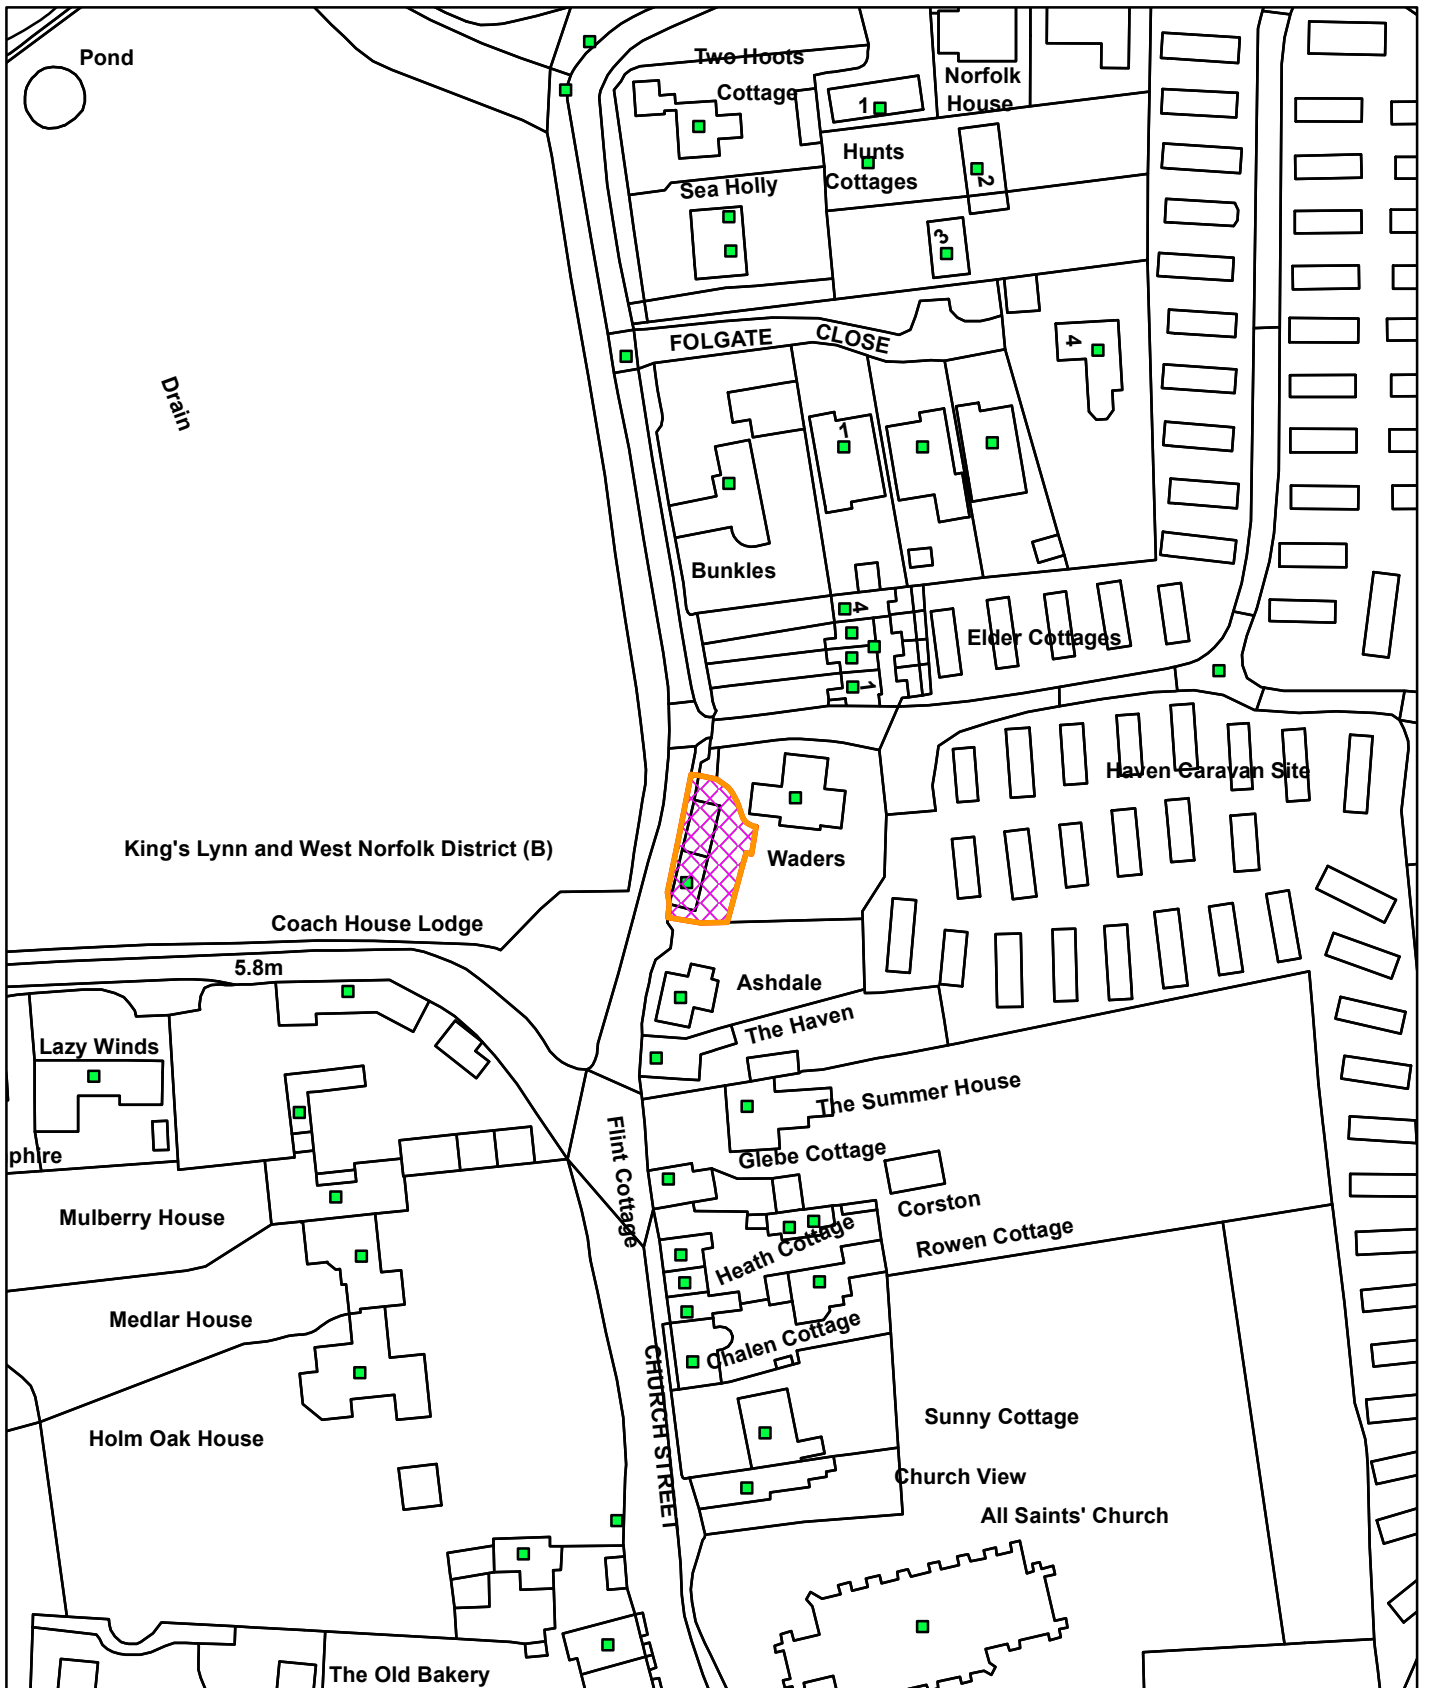 Pond
Two Hoots
Cottage
Norfolk
House
1
Hunts
Cottages
2
Sea Holly
3
FOLGATE CLOSE
4
Drain
1
Bunkles
4
Elder Cottages
1
Haven Caravan Site
King's Lynn and West Norfolk District (B)
Waders
Coach House Lodge
5.8m
Ashdale
The Haven
Lazy Winds
The Summer House
phire
Flint Cottage
Glebe Cottage
Mulberry House
Corston
Heath Cottage
Rowen Cottage
Medlar House
Chalen Cottage
CHURCH STREET
Sunny Cottage
Holm Oak House
Church View
All Saints' Church
The Old Bakery